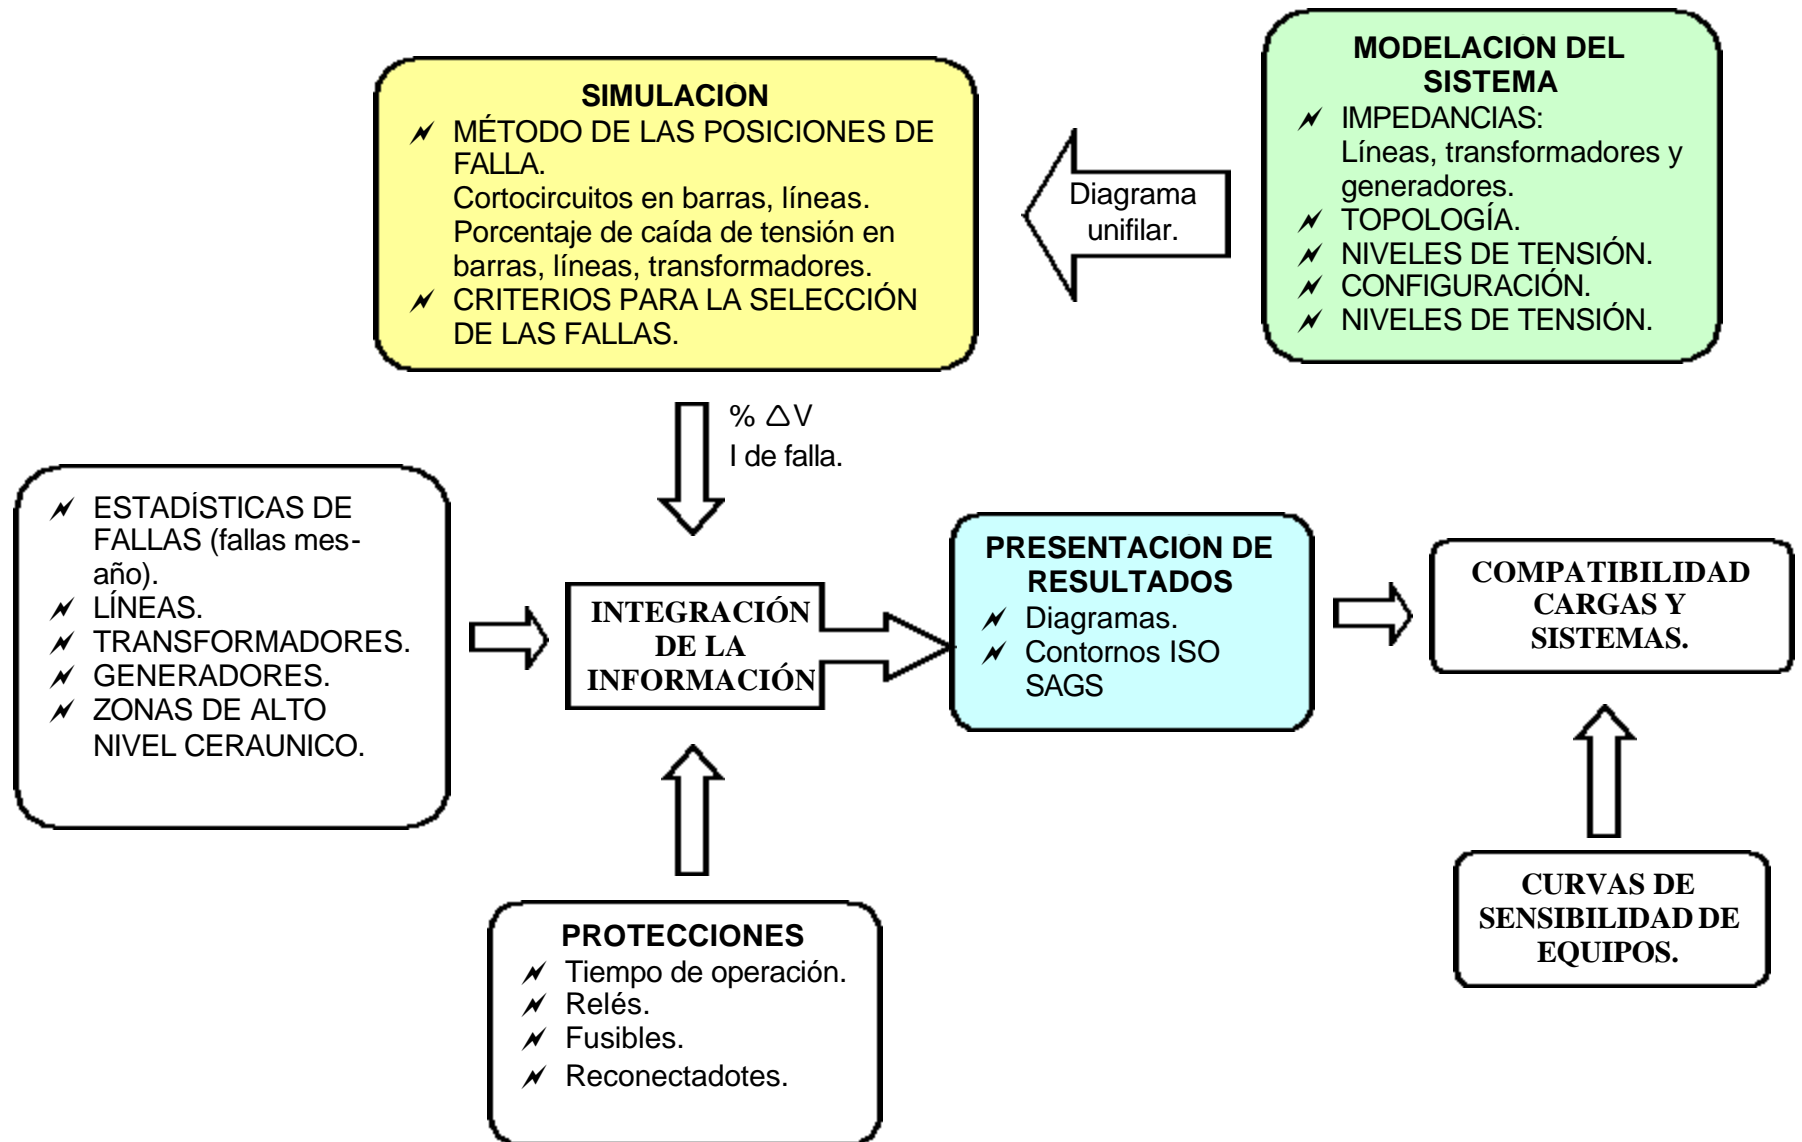 SIMULACION
MÉTODO DE LAS POSICIONES DE
FALLA.
Cortocircuitos en barras, líneas.
Porcentaje de caída de tensión en
barras, líneas, transformadores.
CRITERIOS PARA LA SELECCIÓN
DE LAS FALLAS.
Diagrama
unifilar.
MODELACION DEL
SISTEMA
IMPEDANCIAS:
Líneas, transformadores y
generadores.
TOPOLOGÍA.
NIVELES DE TENSIÓN.
CONFIGURACIÓN.
NIVELES DE TENSIÓN.
% △V
I de falla.
ESTADÍSTICAS DE
FALLAS (fallas mes-
año).
LÍNEAS.
TRANSFORMADORES.
GENERADORES.
ZONAS DE ALTO
NIVEL CERAUNICO.
INTEGRACIÓN
DE LA
INFORMACIÓN
PRESENTACION DE
RESULTADOS
Diagramas.
Contornos ISO
SAGS
COMPATIBILIDAD
CARGAS Y
SISTEMAS.
PROTECCIONES
Tiempo de operación.
Relés.
Fusibles.
Reconectadotes.
CURVAS DE
SENSIBILIDAD DE
EQUIPOS.